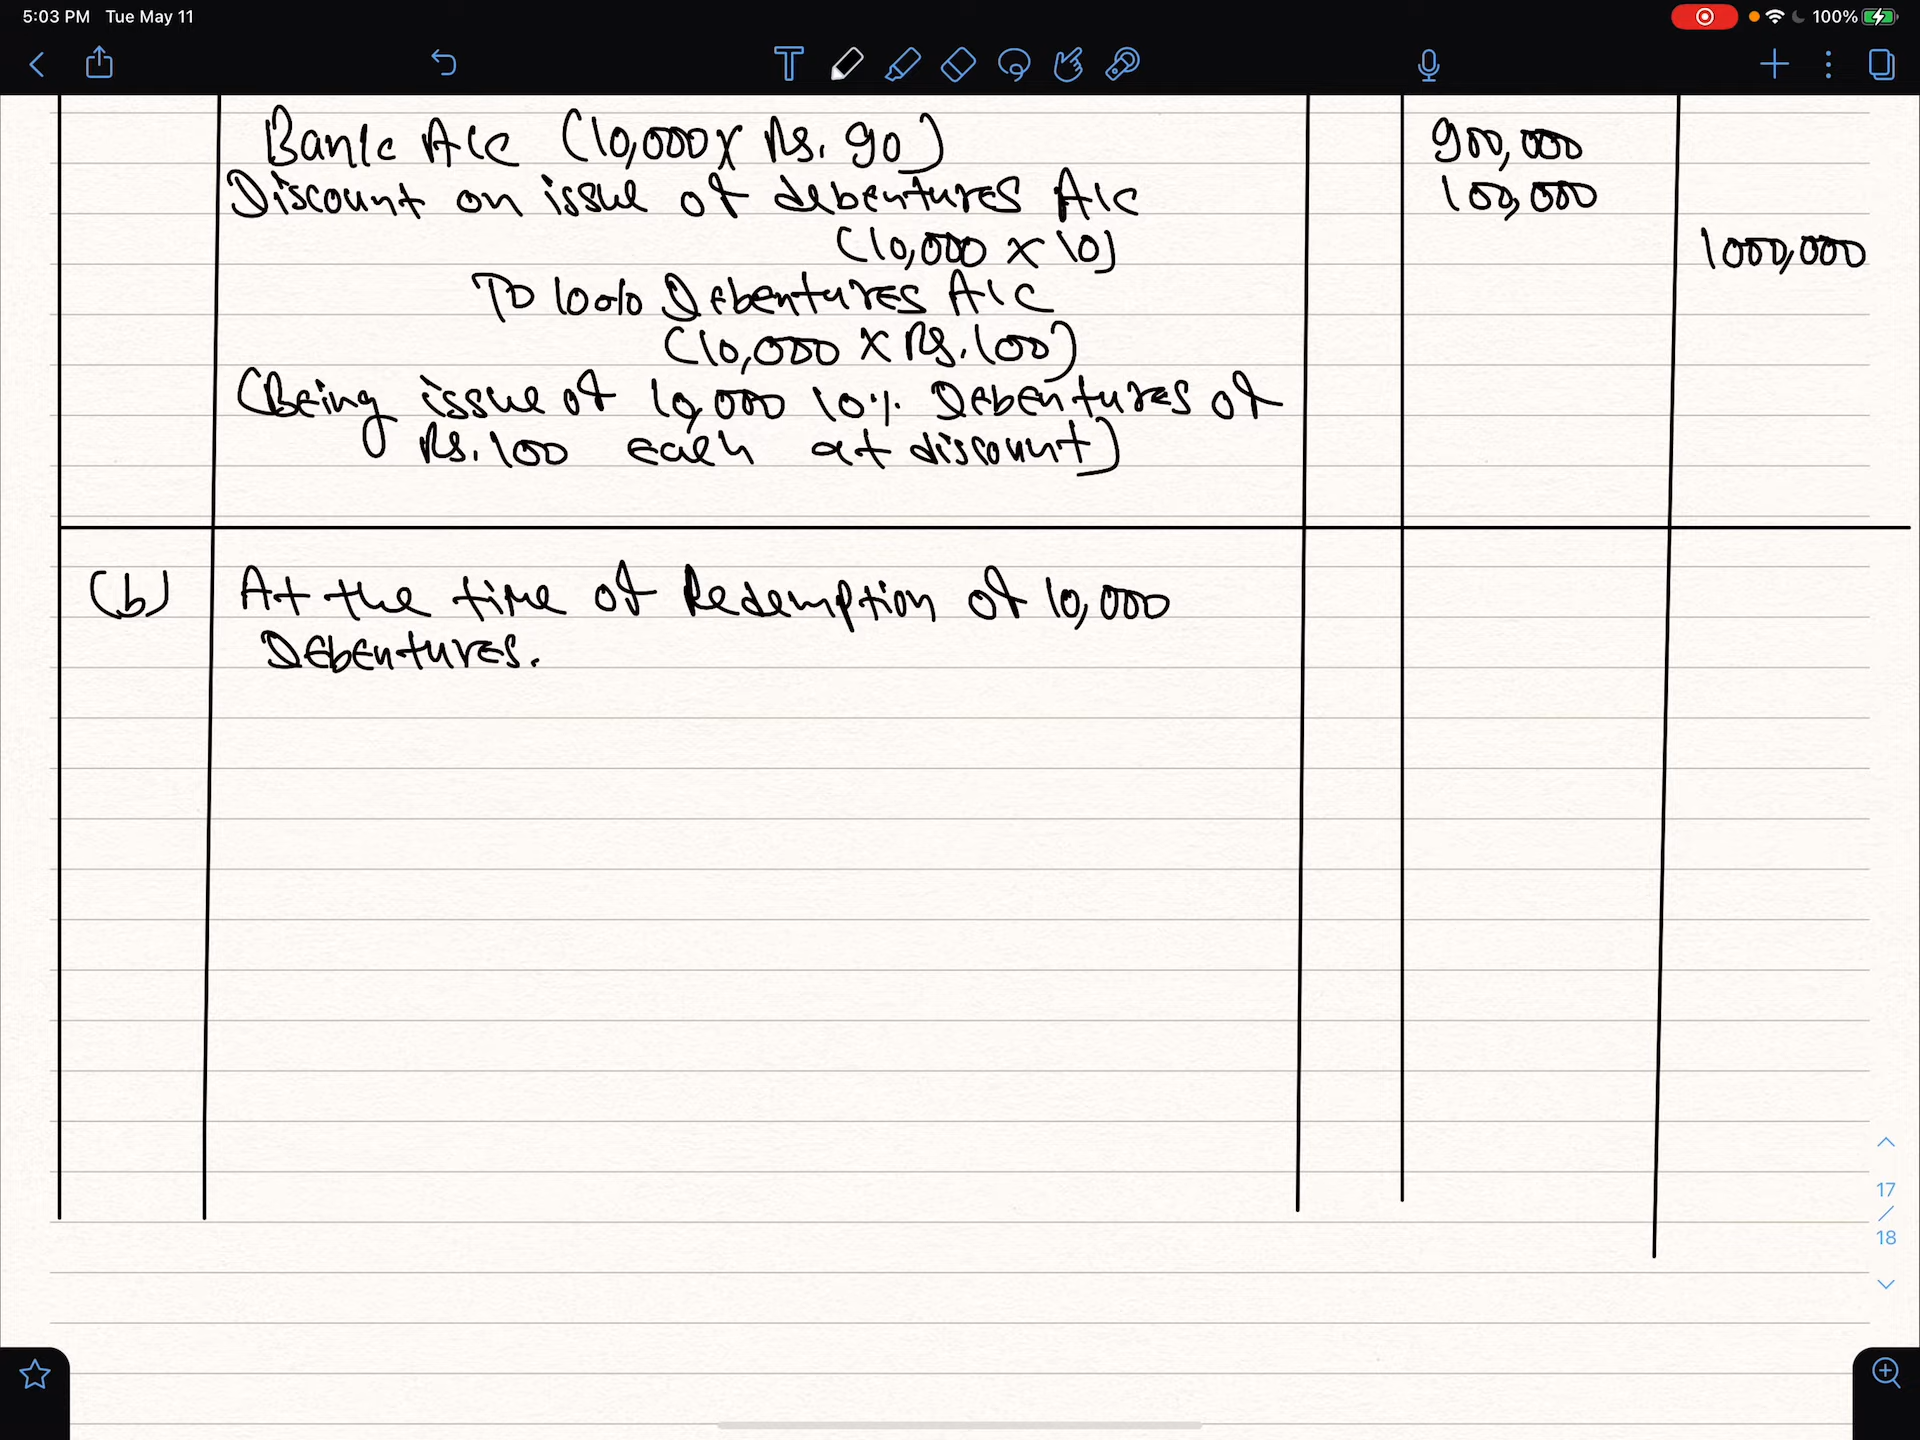 5:03 PM Tue May 11
100%
Bank A/c (10,000 x Rs. 90) 900,000
Discount on issue of debentures A/c 100,000
(10,000 x 10) 1000,000
To 10% Debentures A/c
(10,000 x Rs. 100)
(Being issue of 10,000 10% Debentures of
Rs. 100 each at discount)
(b) At the time of Redemption of 10,000
Debentures.
17
/
18